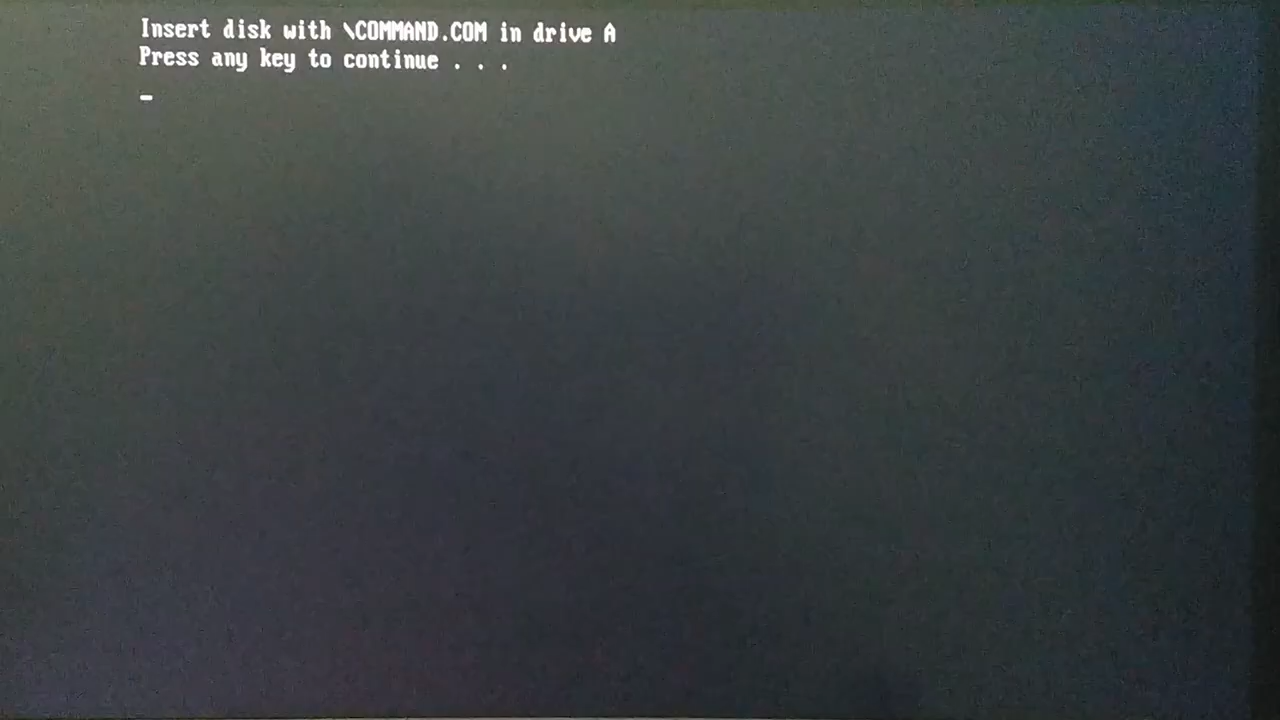 Insert disk with \COMMAND.COM in drive A
Press any key to continue . . .